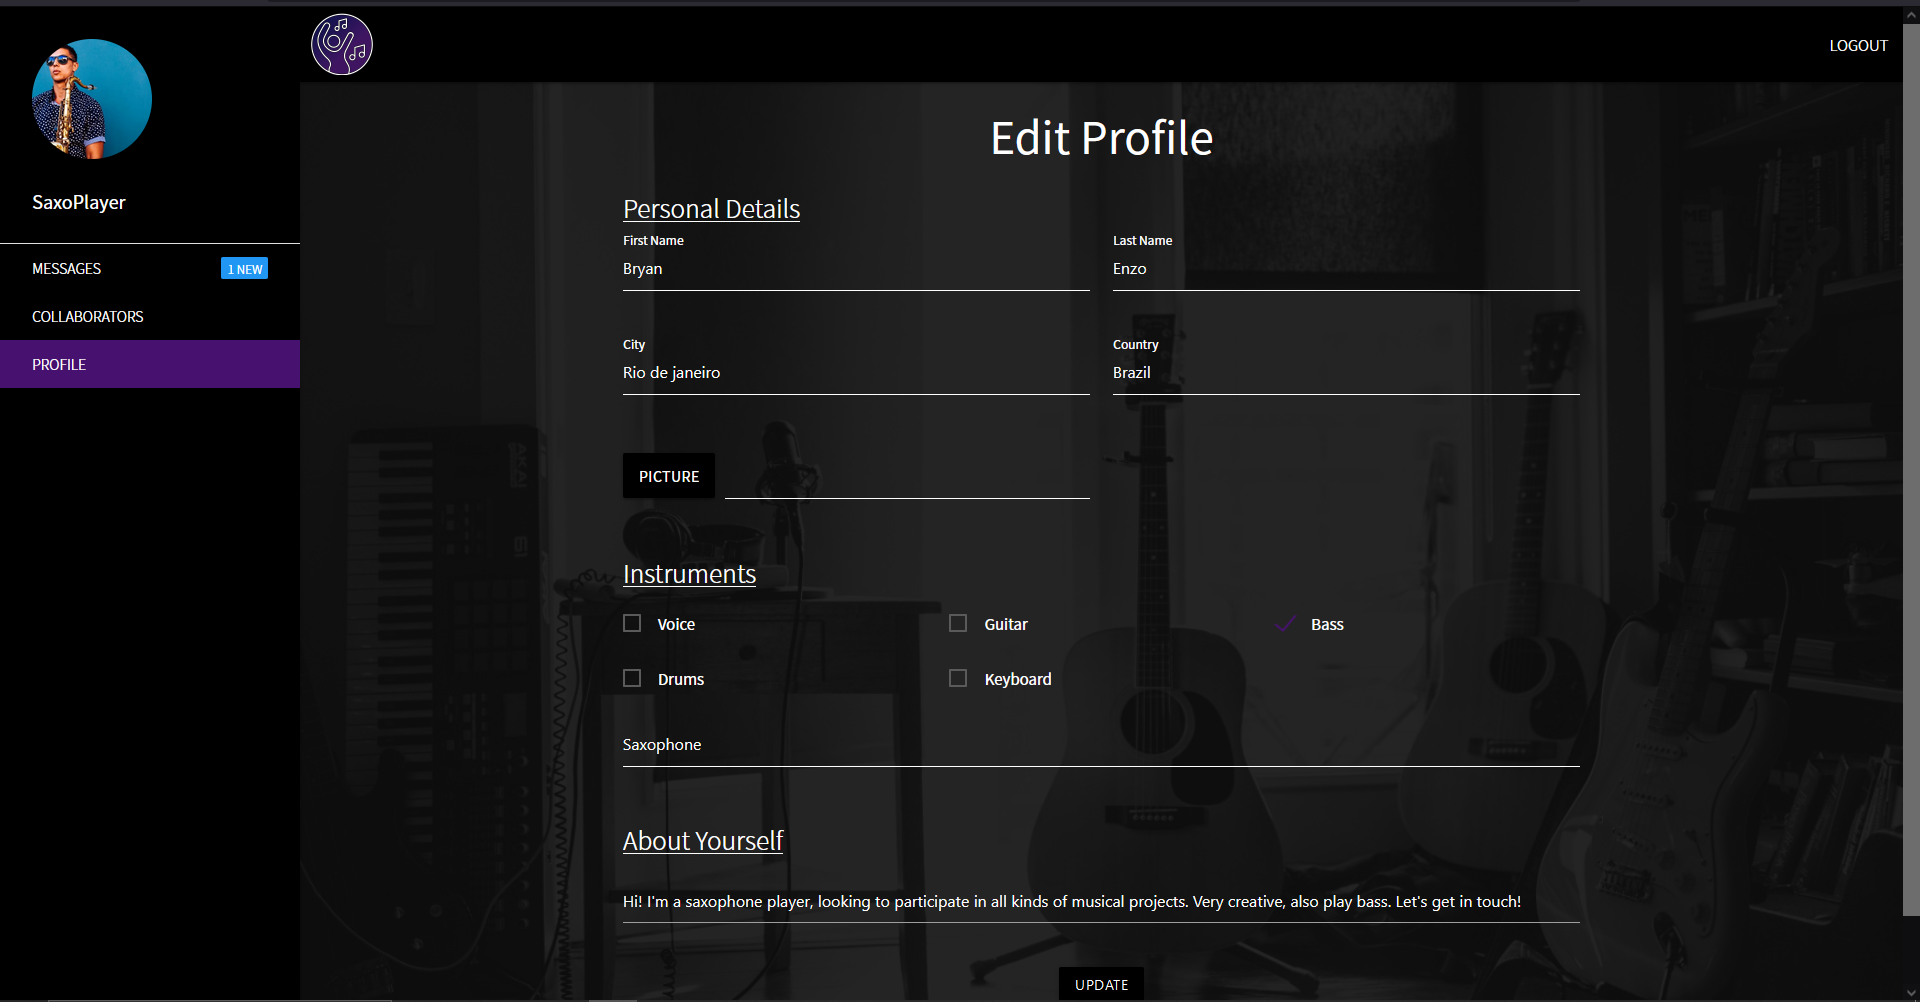 LOGOUT
SaxoPlayer
MESSAGES 1 NEW
COLLABORATORS
PROFILE
Edit Profile
Personal Details
First Name Last Name
Bryan Enzo
City Country
Rio de janeiro Brazil
PICTURE
Instruments
Voice Guitar Bass
Drums Keyboard
Saxophone
About Yourself
Hi! I'm a saxophone player, looking to participate in all kinds of musical projects. Very creative, also play bass. Let's get in touch!
UPDATE
AKAI